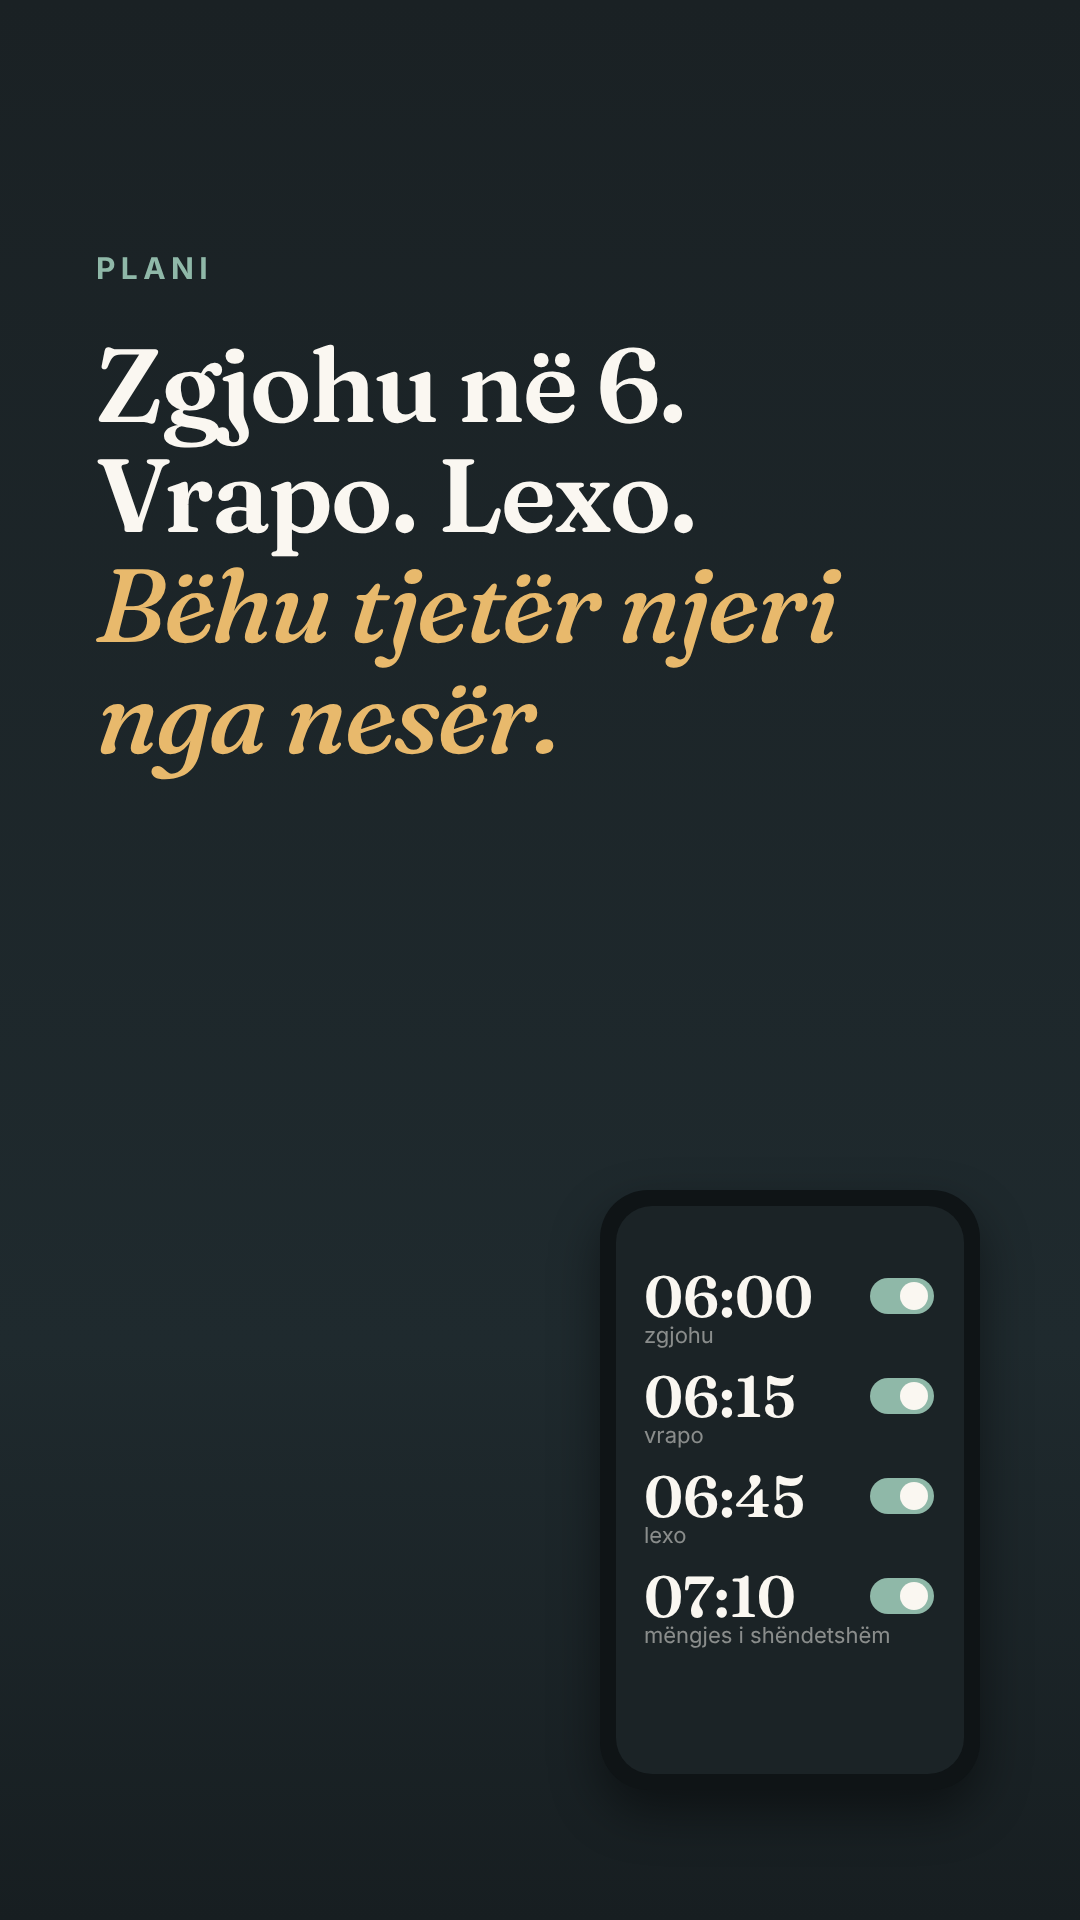 PLANI
Zgjohu në 6.
Vrapo. Lexo.
Bëhu tjetër njeri
nga nesër.
06:00
zgjohu
06:15
vrapo
06:45
lexo
07:10
mëngjes i shëndetshëm